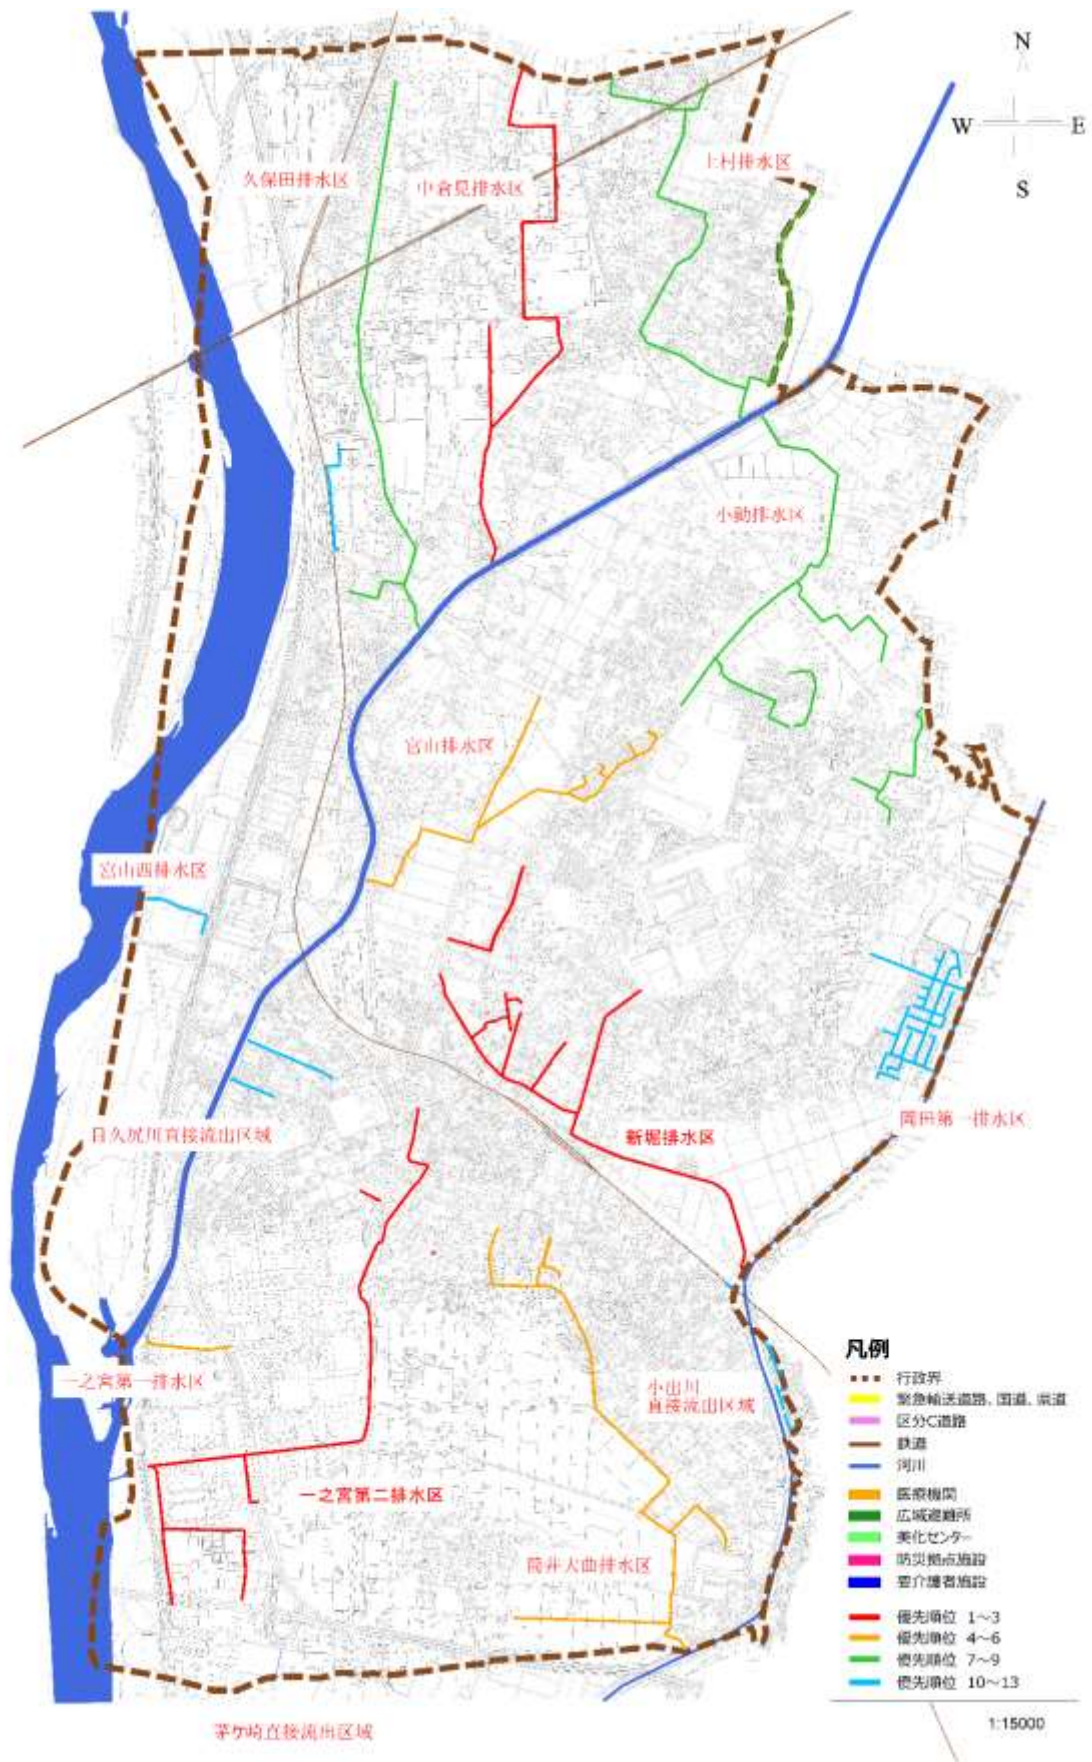 N
W
E
S
上村排水区
久保田排水区
中倉見排水区
小動排水区
宮山排水区
宮山西排水区
岡田第一排水区
目久尻川直接流出区域
新堀排水区
一之宮第一排水区
小出川
直接流出区域
一之宮第二排水区
筒井大曲排水区
凡例
行政界
緊急輸送道路、国道、県道
区分C道路
鉄道
河川
医療機関
広域避難所
美化センター
防災拠点施設
要介護者施設
優先順位 1～3
優先順位 4～6
優先順位 7～9
優先順位 10～13
1:15000
茅ケ崎直接流出区域